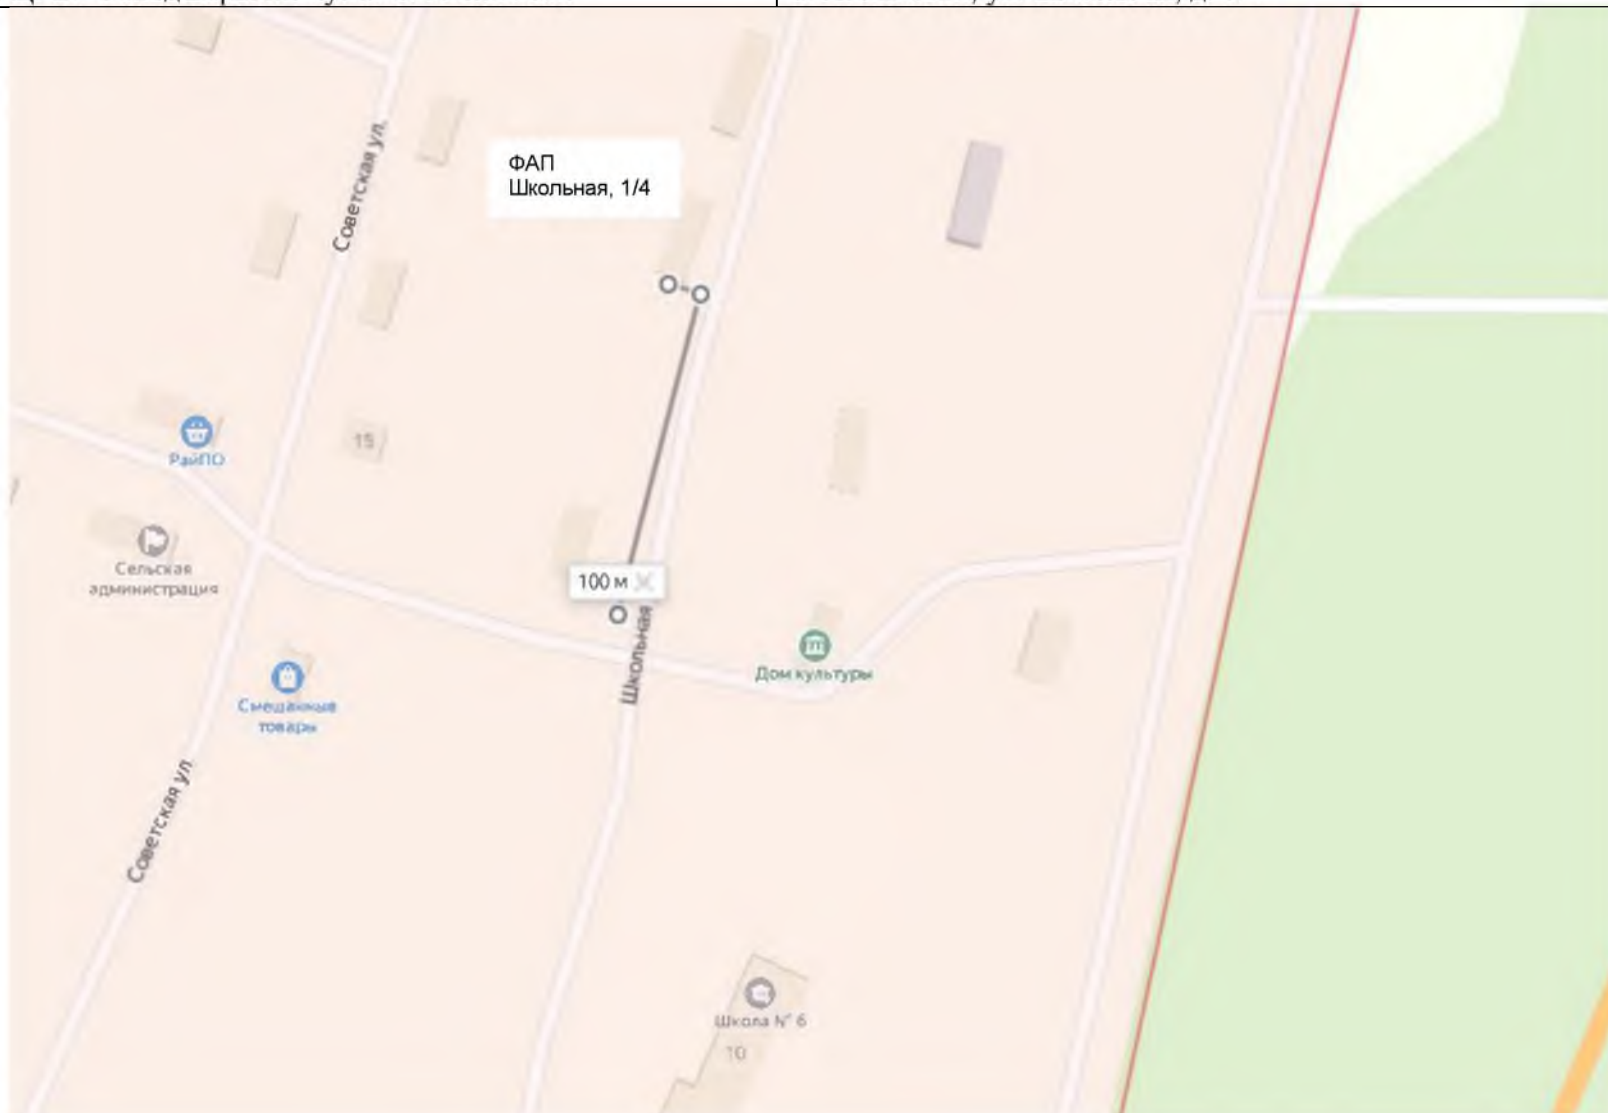 Советская ул.
ФАП
Школьная, 1/4
РайПО
15
Сельская
администрация
100 м
Школьная
Дом культуры
Смешанные
товары
Советская ул.
Школа № 6
10